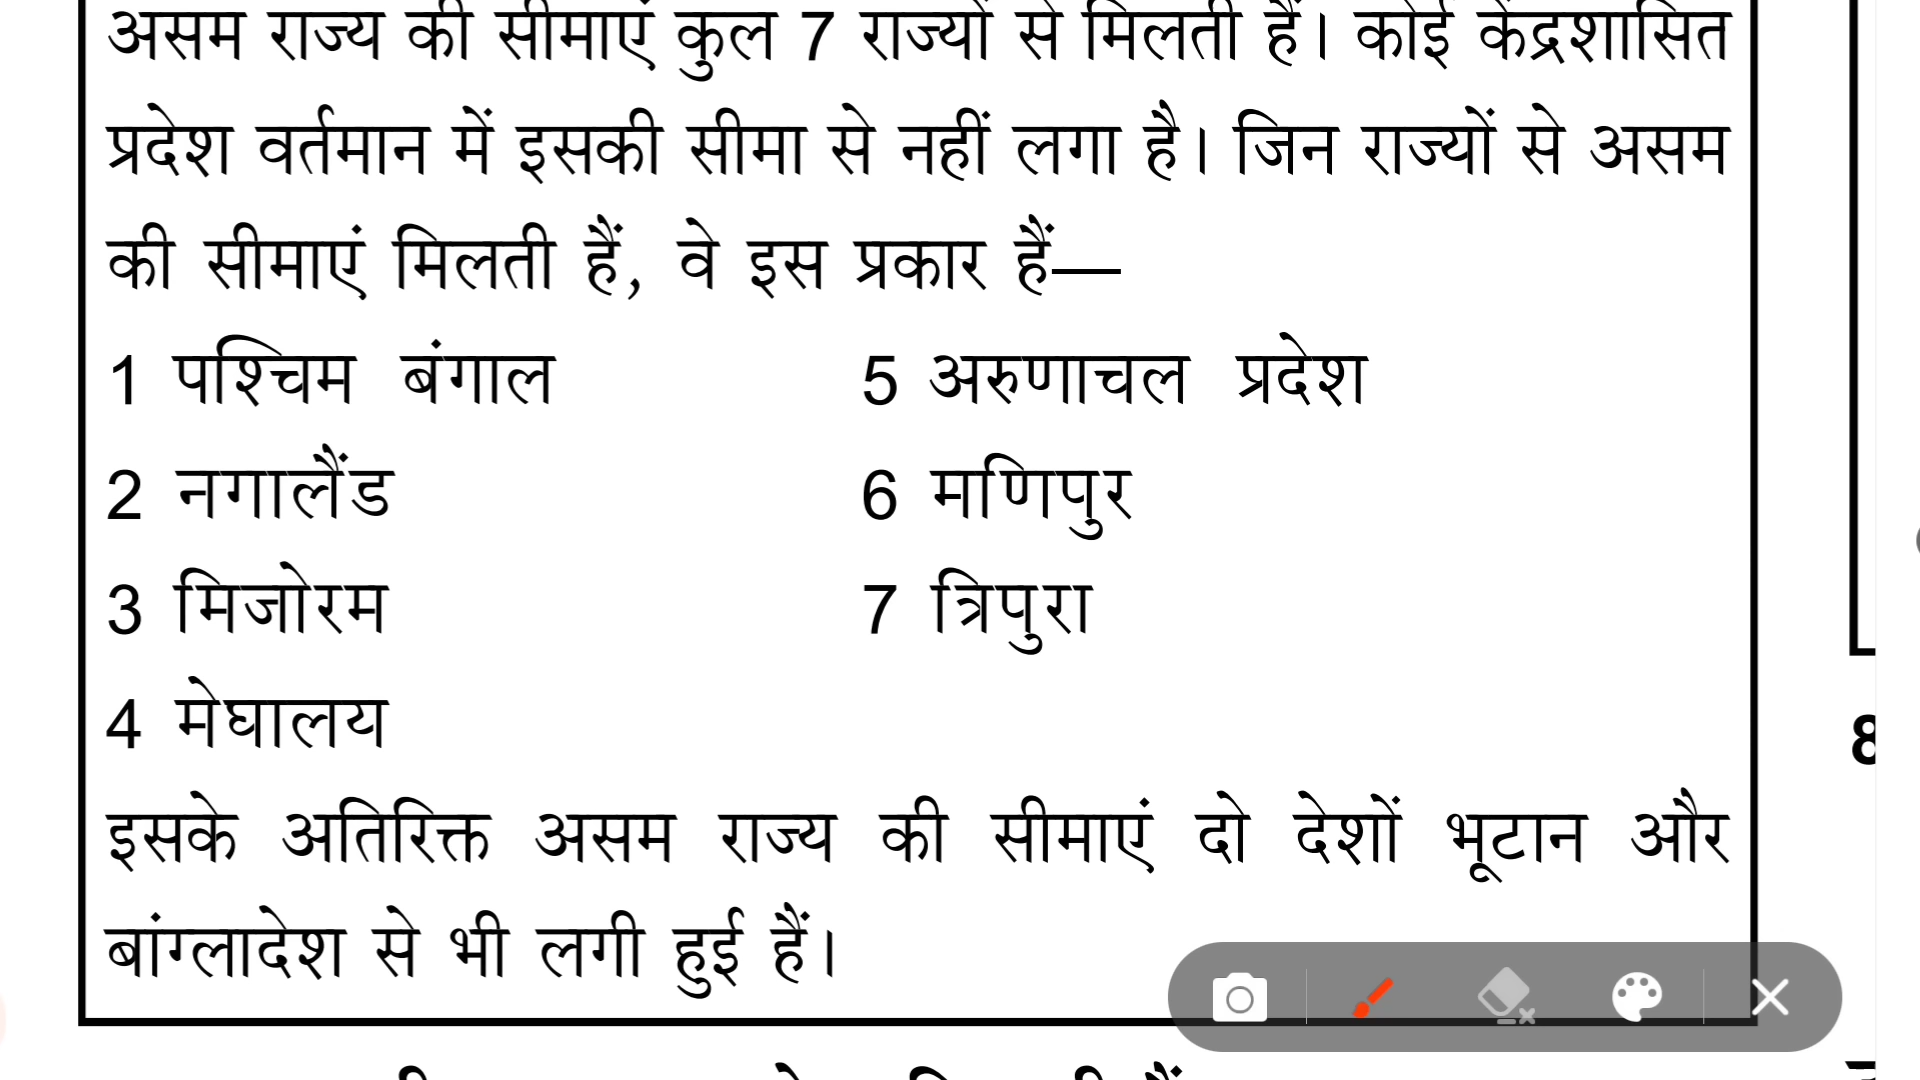 असम राज्य की सीमाएं कुल 7 राज्यों से मिलती हैं। कोई केंद्रशासित
प्रदेश वर्तमान में इसकी सीमा से नहीं लगा है। जिन राज्यों से असम
की सीमाएं मिलती हैं, वे इस प्रकार हैं—
1 पश्चिम बंगाल 5 अरुणाचल प्रदेश
2 नगालैंड 6 मणिपुर
3 मिजोरम 7 त्रिपुरा
4 मेघालय
इसके अतिरिक्त असम राज्य की सीमाएं दो देशों भूटान और
बांग्लादेश से भी लगी हुई हैं।
8